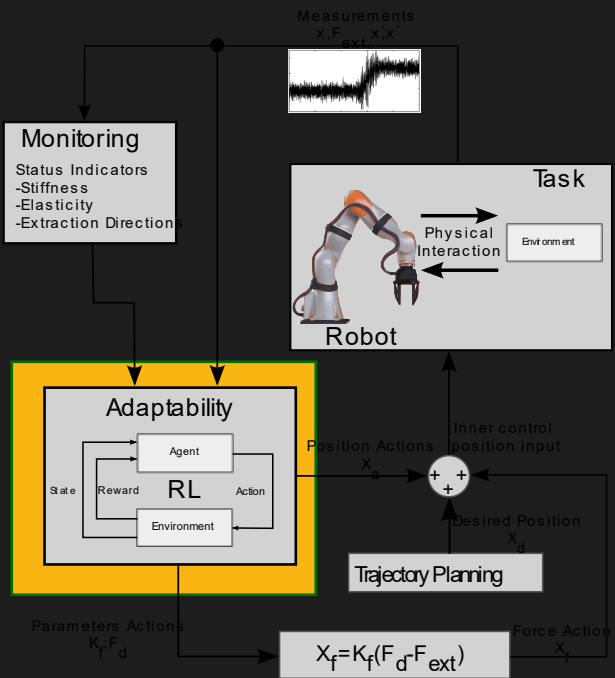 Measurements
x,F_ext,x´,x´
Monitoring
Status Indicators
-Stiffness
-Elasticity
-Extraction Directions
Task
Physical
Interaction
Environment
Robot
Adaptability
Agent
State
Reward
RL
Action
Environment
Position Actions
X_a
Inner control
position input
+ +
+
Desired Position
X_d
Trajectory Planning
Parameters Actions
K_f;F_d
X_f=K_f(F_d-F_ext)
Force Action
X_f